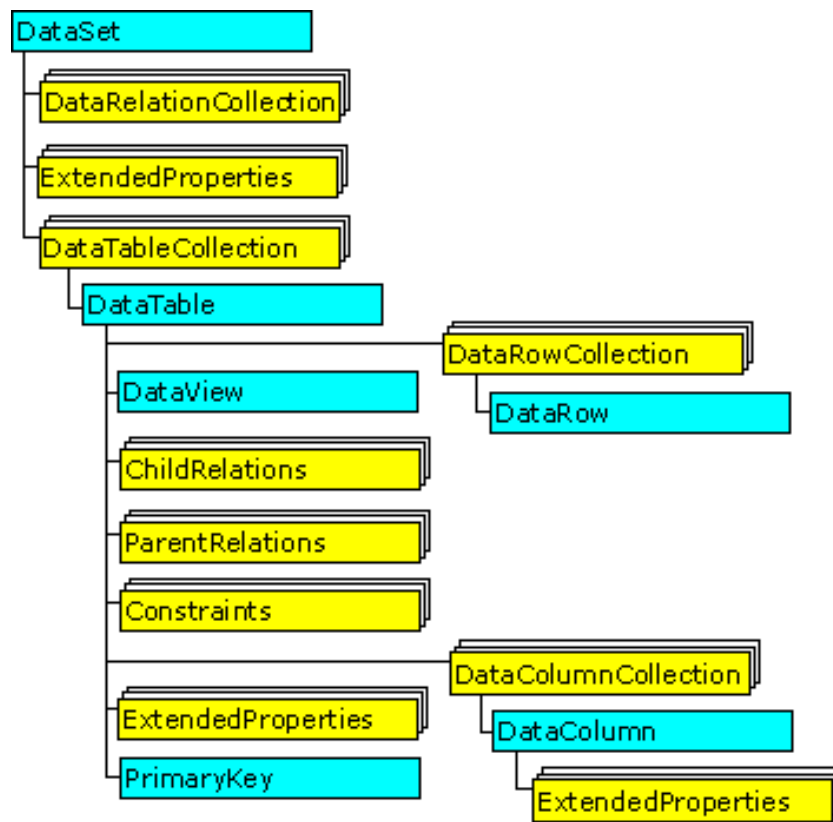 DataSet
DataRelationCollection
ExtendedProperties
DataTableCollection
DataTable
DataRowCollection
DataView
DataRow
ChildRelations
ParentRelations
Constraints
DataColumnCollection
ExtendedProperties
DataColumn
PrimaryKey
ExtendedProperties